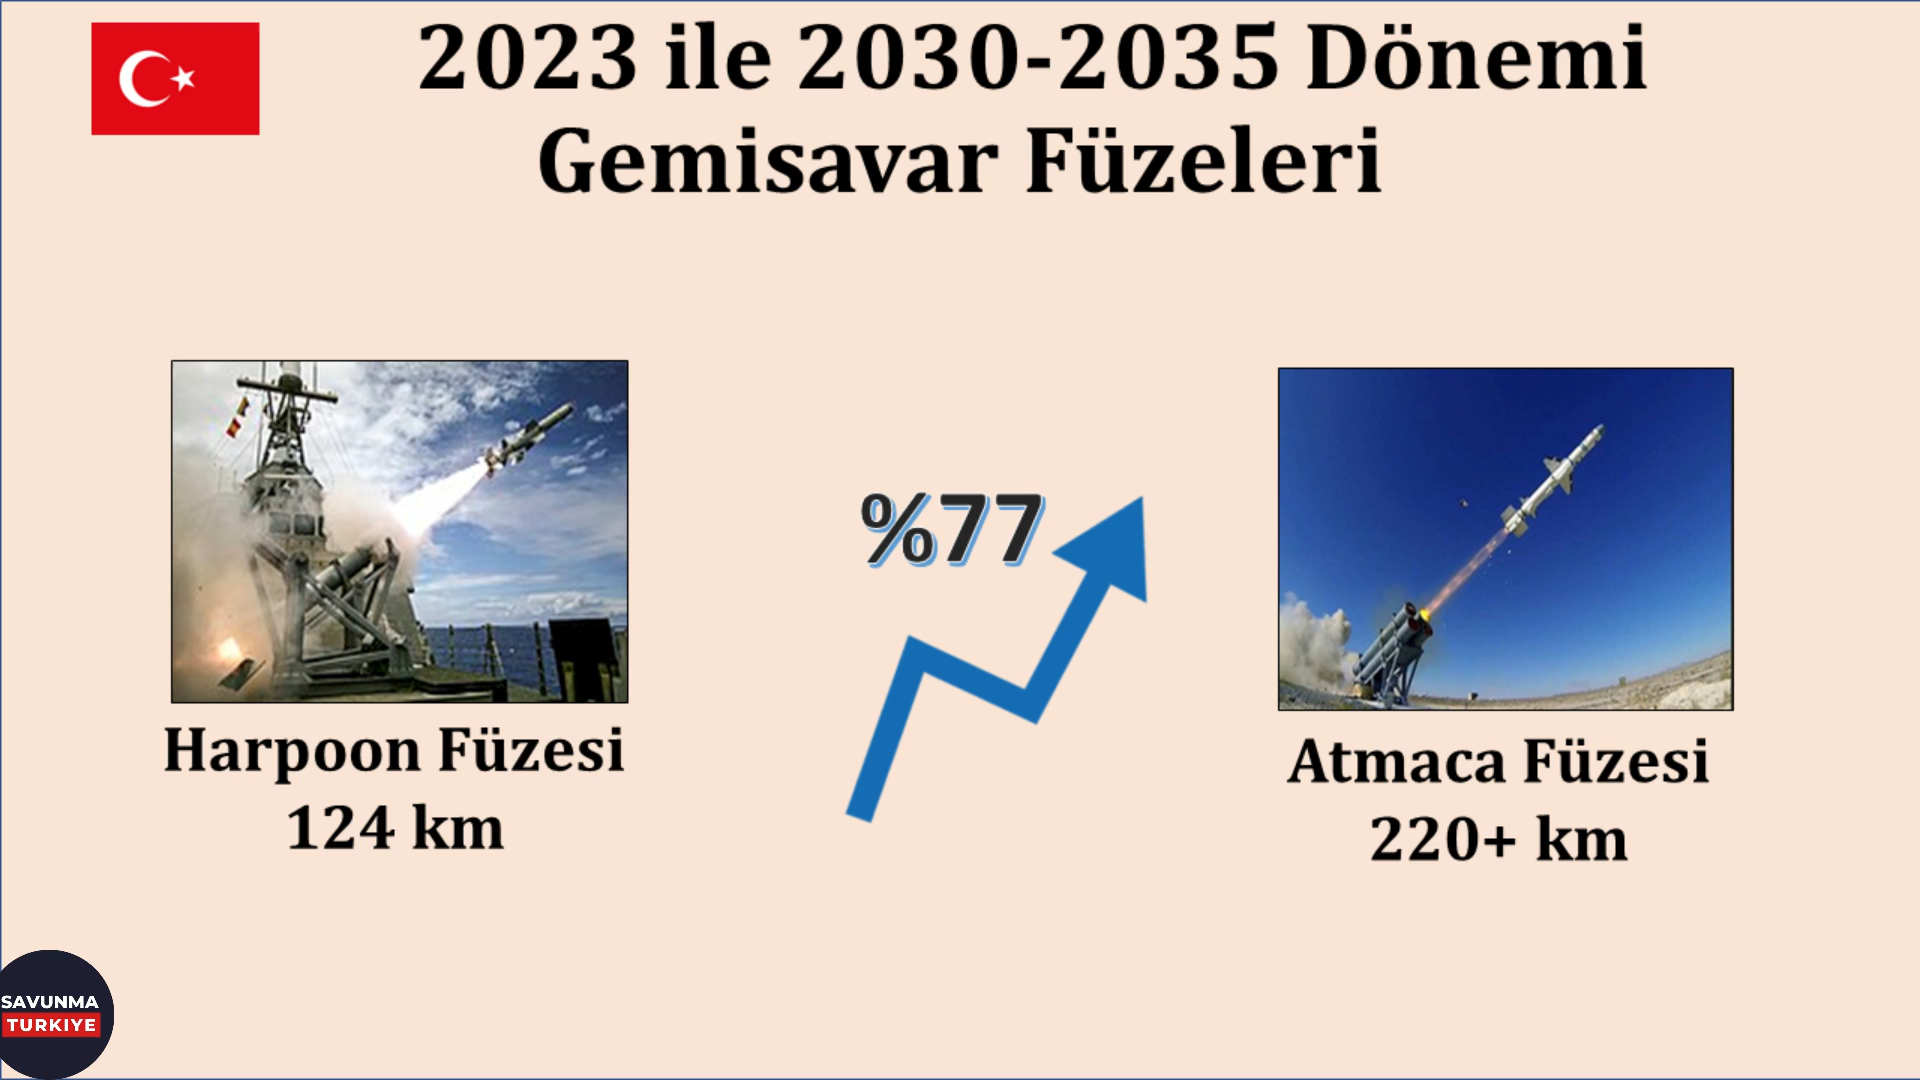 2023 ile 2030-2035 Dönemi
Gemisavar Füzeleri
%77
Harpoon Füzesi
124 km
Atmaca Füzesi
220+ km
SAVUNMA
TURKIYE